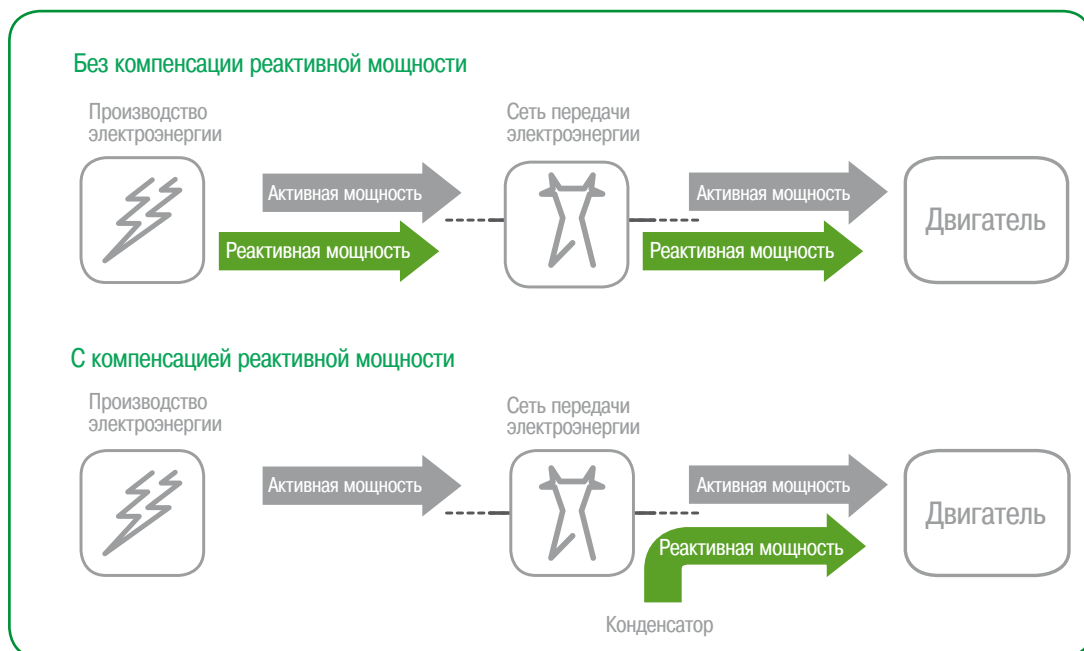 Без компенсации реактивной мощности
Производство
электроэнергии
Сеть передачи
электроэнергии
Активная мощность
Активная мощность
Реактивная мощность
Реактивная мощность
Двигатель
С компенсацией реактивной мощности
Производство
электроэнергии
Сеть передачи
электроэнергии
Активная мощность
Активная мощность
Реактивная мощность
Двигатель
Конденсатор